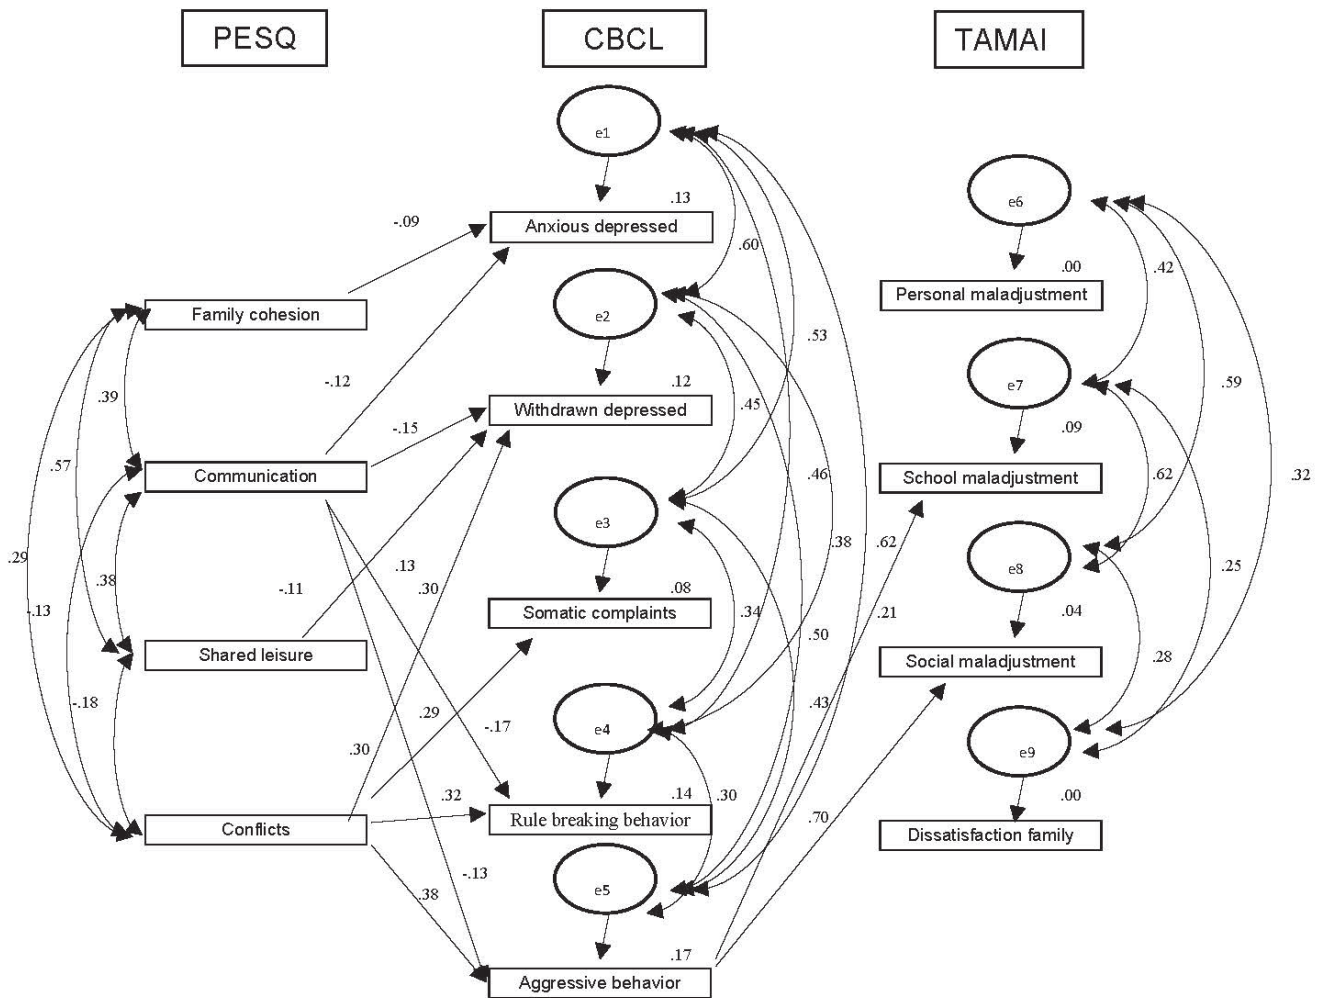 PESQ
CBCL
TAMAI
e1
.13
Anxious depressed
-.09
.60
e6
.00
Personal maladjustment
.42
Family cohesion
e2
.12
Withdrawn depressed
-.12
-.15
.39
.53
.45
e7
.09
School maladjustment
.59
.57
Communication
.46
.62
.32
e3
.08
Somatic complaints
.38
.62
.29
.38
-.13
-.11
.13
.30
.34
.21
.50
e8
.04
Social maladjustment
.25
.28
Shared leisure
-.18
.29
-.17
.30
.43
e4
.14
Rule breaking behavior
.32
.30
.70
e9
.00
Dissatisfaction family
Conflicts
.38
-.13
e5
.17
Aggressive behavior